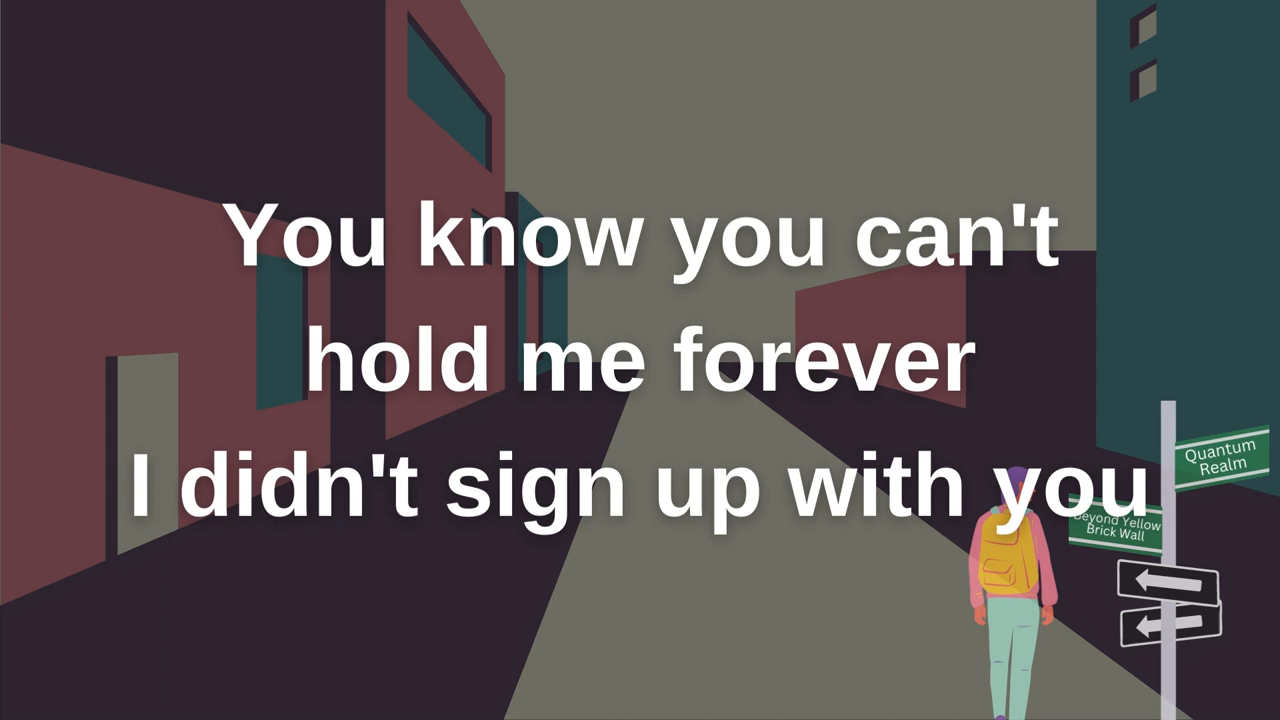 You know you can't
hold me forever
I didn't sign up with you
Quantum
Realm
Beyond Yellow
Brick Wall